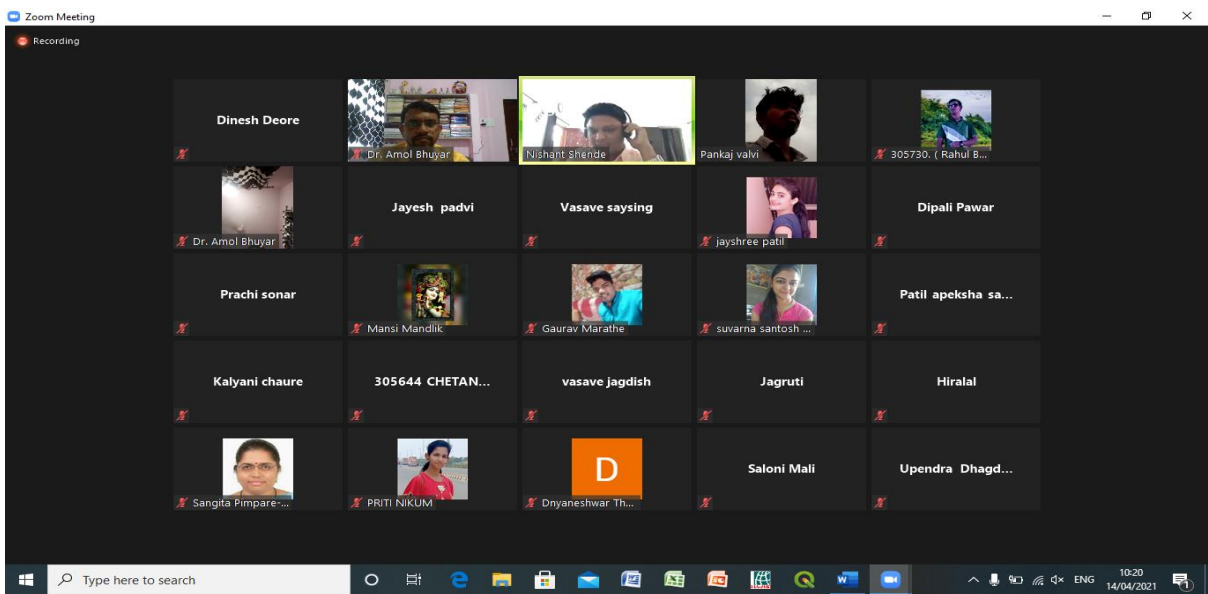 Zoom Meeting
Recording
Dinesh Deore
Dr. Amol Bhuyar
Nishant Shende
Pankaj valvi
305730. ( Rahul B...
Dr. Amol Bhuyar
Jayesh padvi
Vasave saysing
jayshree patil
Dipali Pawar
Prachi sonar
Mansi Mandlik
Gaurav Marathe
suvarna santosh ...
Patil apeksha sa...
Kalyani chaure
305644 CHETAN...
vasave jagdish
Jagruti
Hiralal
Sangita Pimpare-...
PRITI NIKUM
D
Dnyaneshwar Th...
Saloni Mali
Upendra Dhagd...
Type here to search
ENG
10:20
14/04/2021